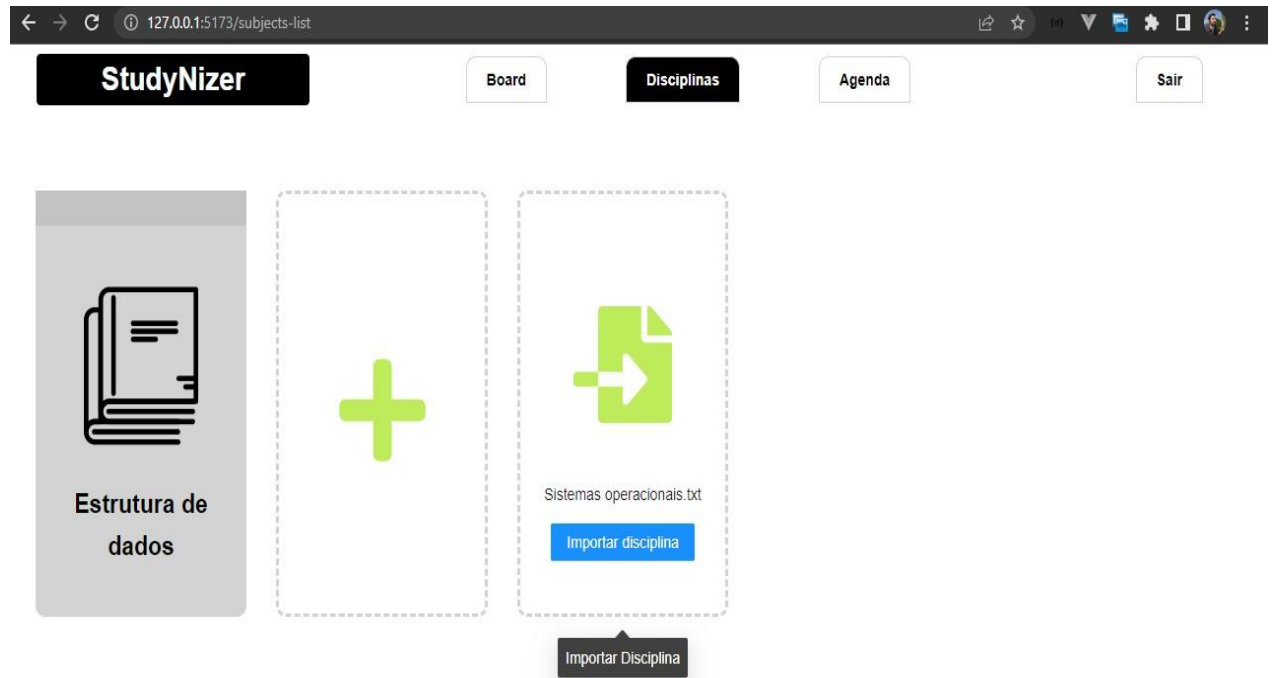 127.0.0.1:5173/subjects-list
StudyNizer
Board
Disciplinas
Agenda
Sair
Estrutura de
dados
Sistemas operacionais.txt
Importar disciplina
Importar Disciplina